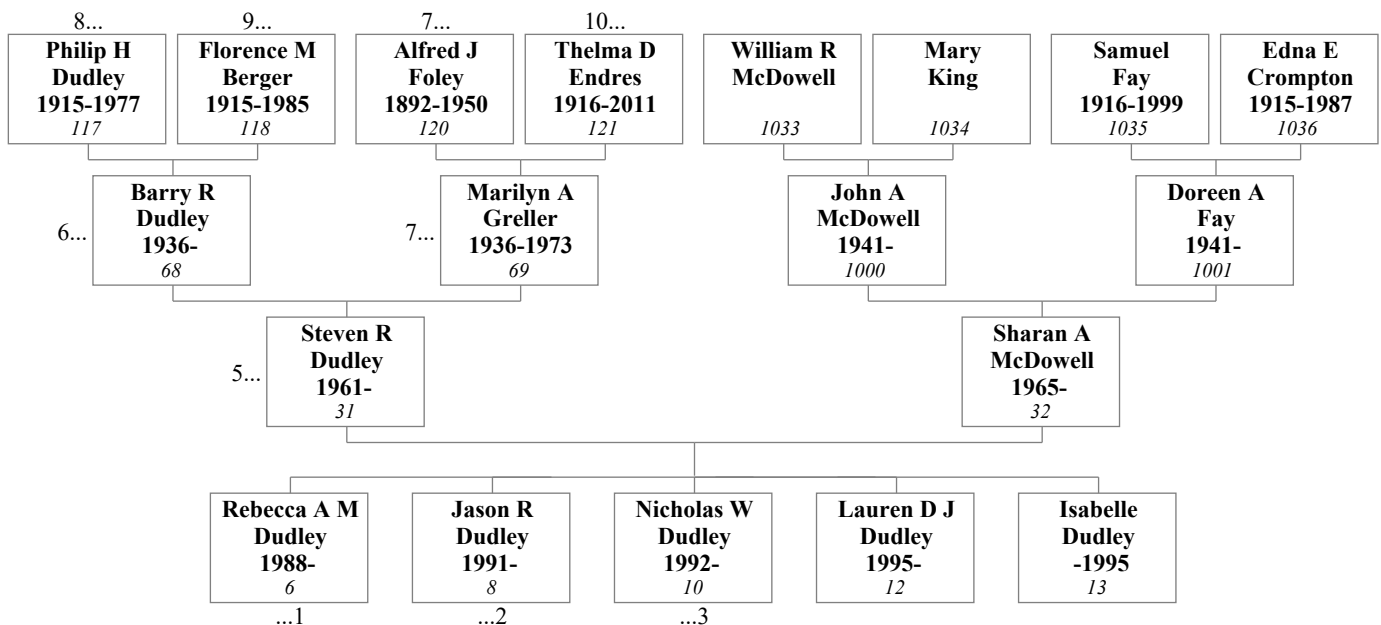 8...
9...
7...
10...
Philip H
Dudley
1915-1977
117
Florence M
Berger
1915-1985
118
Alfred J
Foley
1892-1950
120
Thelma D
Endres
1916-2011
121
William R
McDowell
1033
Mary
King
1034
Samuel
Fay
1916-1999
1035
Edna E
Crompton
1915-1987
1036
6...
Barry R
Dudley
1936-
68
7...
Marilyn A
Greller
1936-1973
69
John A
McDowell
1941-
1000
Doreen A
Fay
1941-
1001
5...
Steven R
Dudley
1961-
31
Sharan A
McDowell
1965-
32
Rebecca A M
Dudley
1988-
6
Jason R
Dudley
1991-
8
Nicholas W
Dudley
1992-
10
Lauren D J
Dudley
1995-
12
Isabelle
Dudley
-1995
13
...1
...2
...3